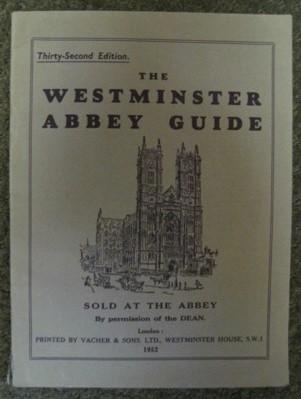 Thirty-Second Edition.
THE
WESTMINSTER
ABBEY GUIDE
SOLD AT THE ABBEY
By permission of the DEAN.
London:
PRINTED BY VACHER & SONS, LTD., WESTMINSTER HOUSE, S.W.1
1952